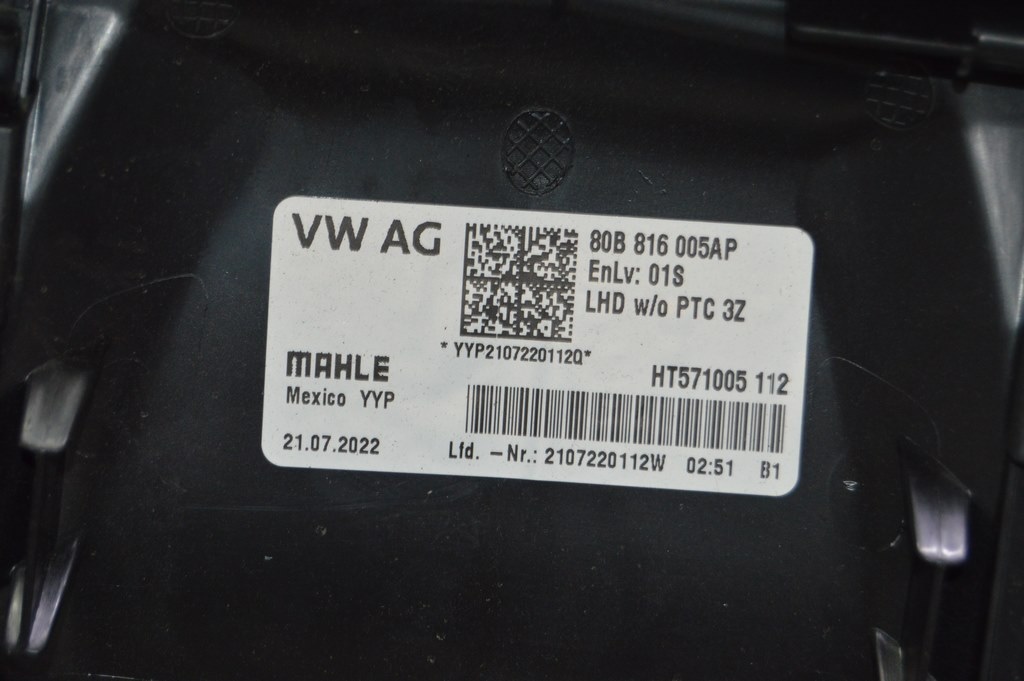 VW AG
80B 816 005AP
EnLv: 01S
LHD w/o PTC 3Z
* YYP2107220112Q*
MAHLE
Mexico YYP
HT571005 112
21.07.2022
Lfd. -Nr.: 2107220112W 02:51 B1